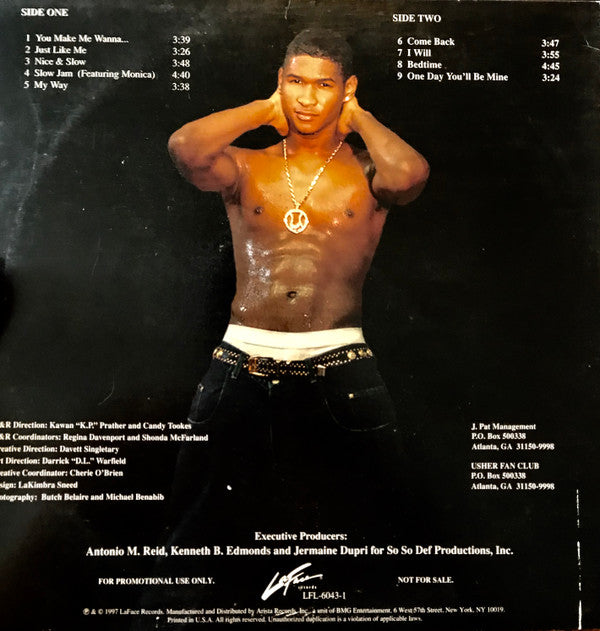 SIDE ONE
1 You Make Me Wanna... 3:39
2 Just Like Me 3:26
3 Nice & Slow 3:48
4 Slow Jam (Featuring Monica) 4:40
5 My Way 3:38
SIDE TWO
6 Come Back 3:47
7 I Will 3:55
8 Bedtime 4:45
9 One Day You'll Be Mine 3:24
U
&R Direction: Kawan "K.P." Prather and Candy Tookes
&R Coordinators: Regina Davenport and Shonda McFarland
reative Direction: Davett Singletary
rt Direction: Darrick "D.L." Warfield
reative Coordinator: Cherie O'Brien
sign: LaKimbra Sneed
otography: Butch Belaire and Michael Benabib
J. Pat Management
P.O. Box 500338
Atlanta, GA 31150-9998
USHER FAN CLUB
P.O. Box 500338
Atlanta, GA 31150-9998
Executive Producers:
Antonio M. Reid, Kenneth B. Edmonds and Jermaine Dupri for So So Def Productions, Inc.
FOR PROMOTIONAL USE ONLY.
LaFace
records
LFL-6043-1
NOT FOR SALE.
℗ & © 1997 LaFace Records. Manufactured and Distributed by Arista Records, Inc., a unit of BMG Entertainment, 6 West 57th Street, New York, NY 10019.
Printed in U.S.A. All rights reserved. Unauthorized duplication is a violation of applicable laws.